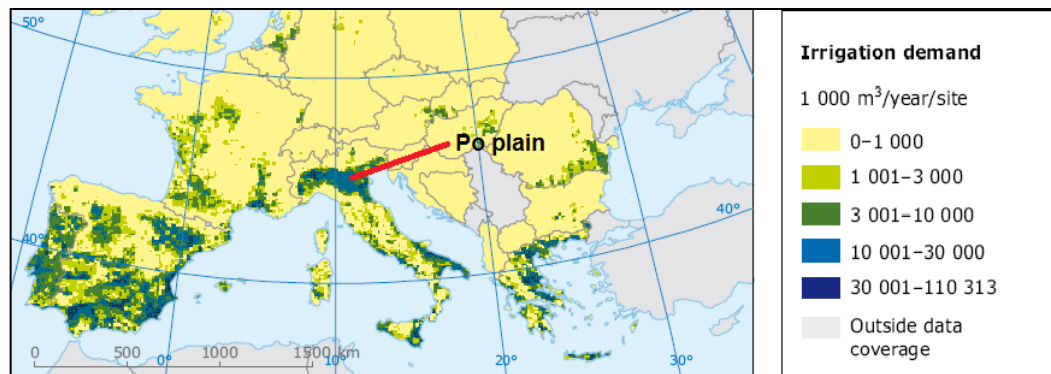 50°
50°
Po plain
40°
40°
0 500 1000 1500 km
0°
10°
20°
30°
Irrigation demand
1 000 m³/year/site
0–1 000
1 001–3 000
3 001–10 000
10 001–30 000
30 001–110 313
Outside data
coverage